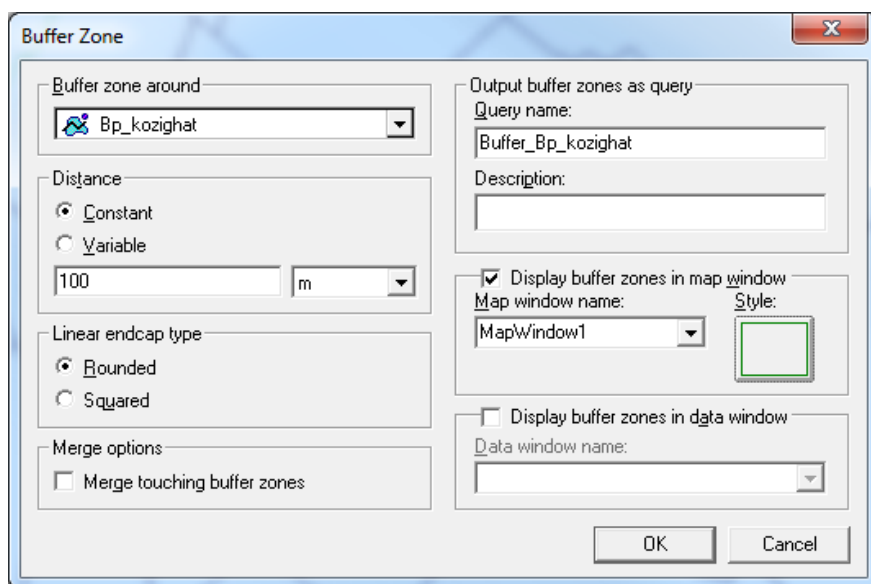 Buffer Zone
Buffer zone around
Bp_kozighat
Distance
Constant
Variable
100
m
Linear endcap type
Rounded
Squared
Merge options
Merge touching buffer zones
Output buffer zones as query
Query name:
Buffer_Bp_kozighat
Description:
Display buffer zones in map window
Map window name:
Style:
MapWindow1
Display buffer zones in data window
Data window name:
OK
Cancel